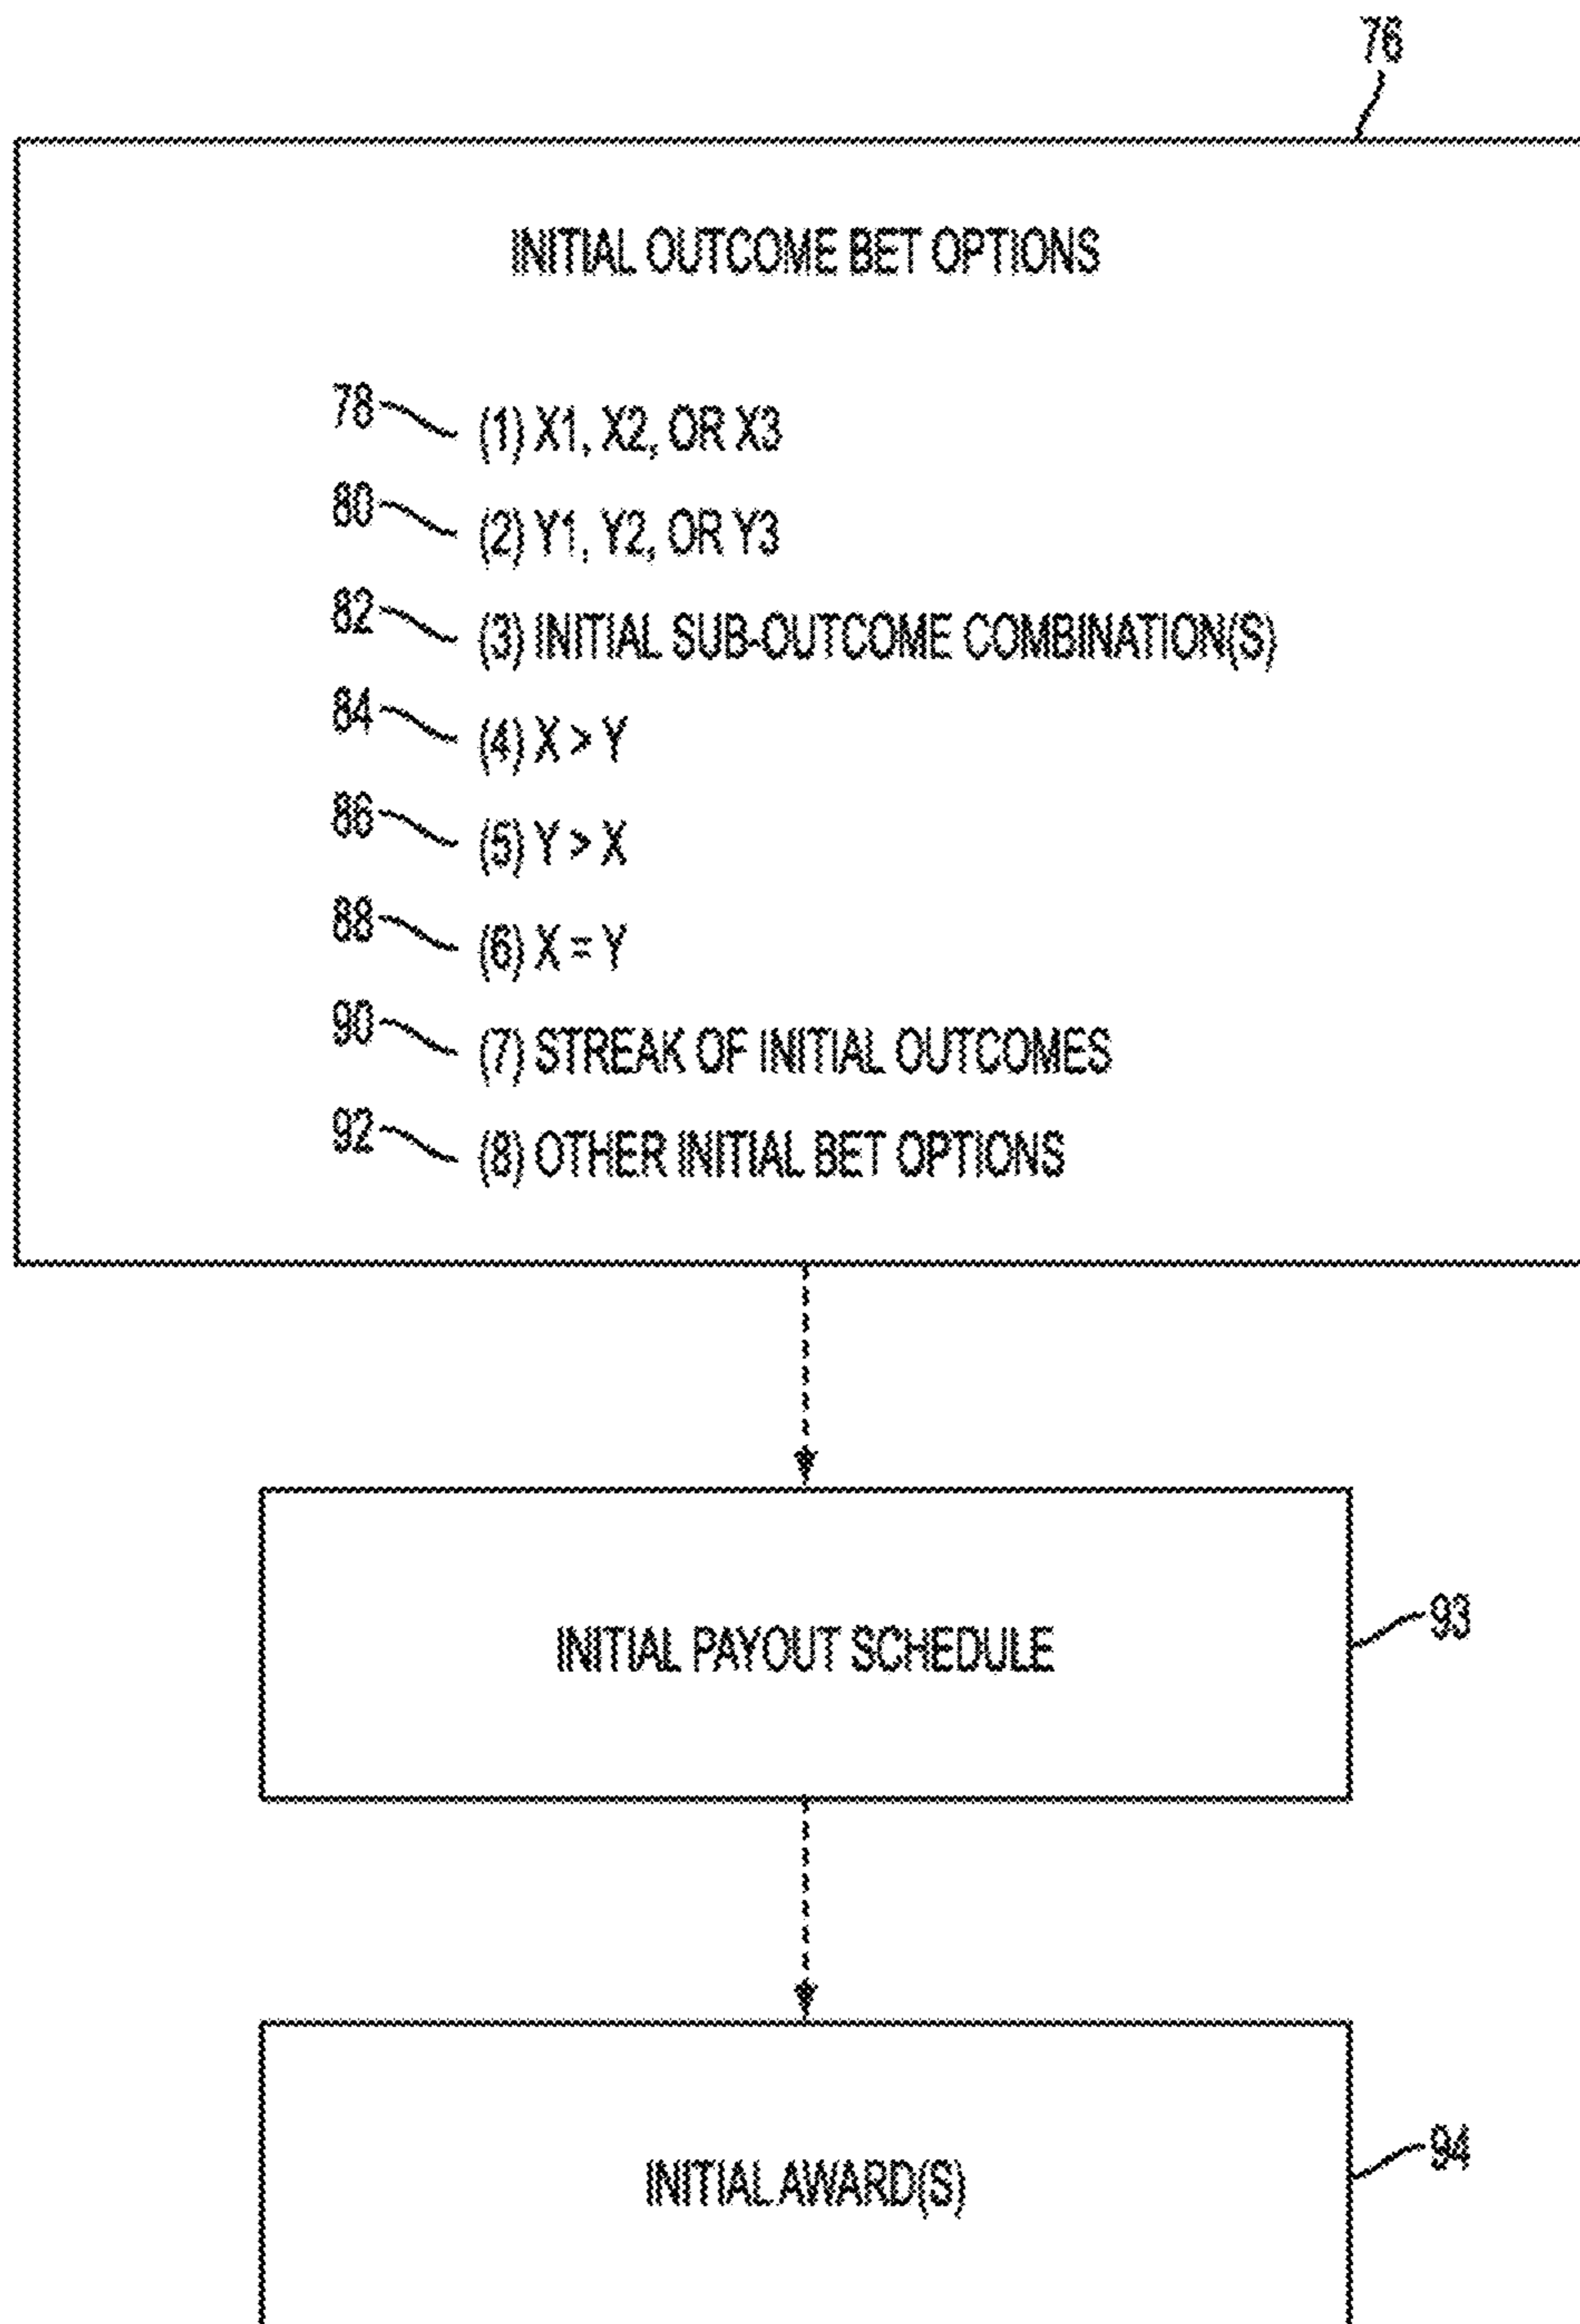 76
INITIAL OUTCOME BET OPTIONS
78 (1) X1, X2, OR X3
80 (2) Y1, Y2, OR Y3
82 (3) INITIAL SUB-OUTCOME COMBINATION(S)
84 (4) X > Y
86 (5) Y > X
88 (6) X = Y
90 (7) STREAK OF INITIAL OUTCOMES
92 (8) OTHER INITIAL BET OPTIONS
INITIAL PAYOUT SCHEDULE 93
INITIAL AWARD(S) 94